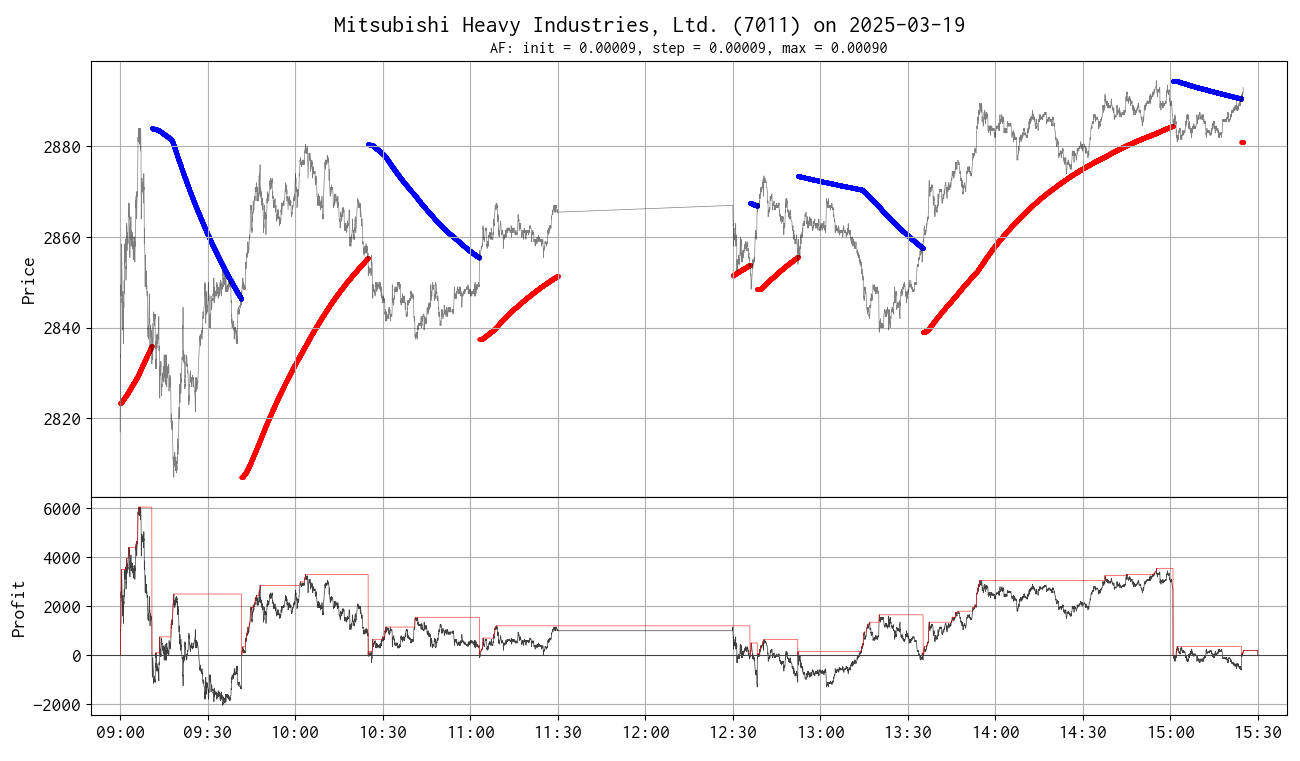 Mitsubishi Heavy Industries, Ltd. (7011) on 2025-03-19
AF: init = 0.00009, step = 0.00009, max = 0.00090
Price
2880
2860
2840
2820
Profit
6000
4000
2000
0
−2000
09:00 09:30 10:00 10:30 11:00 11:30 12:00 12:30 13:00 13:30 14:00 14:30 15:00 15:30